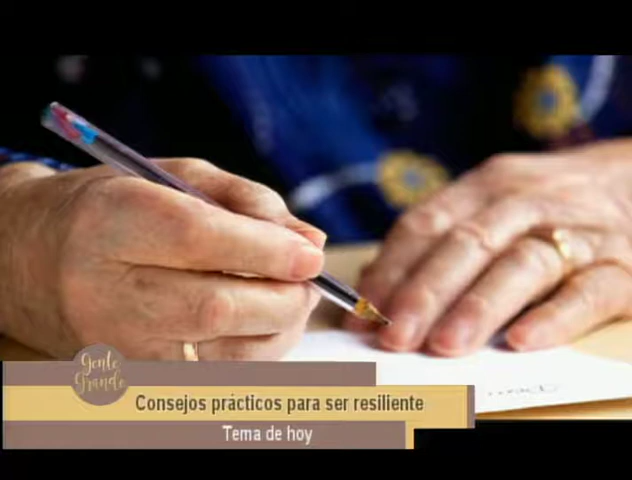 Gente
Grande
Consejos prácticos para ser resiliente
Tema de hoy